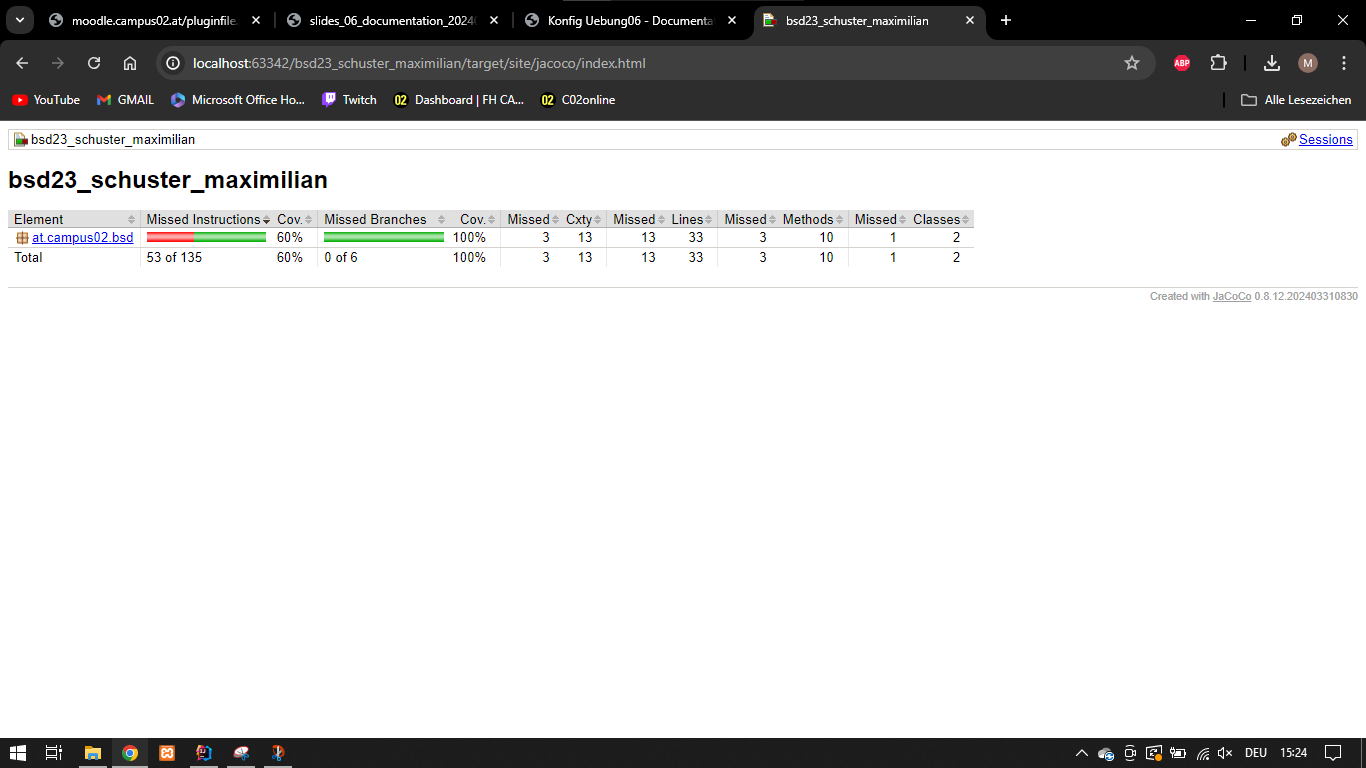 moodle.campus02.at/pluginfile. slides_06_documentation_2024 Konfig Uebung06 - Documenta bsd23_schuster_maximilian
localhost:63342/bsd23_schuster_maximilian/target/site/jacoco/index.html ABP M
YouTube GMAIL Microsoft Office Ho... Twitch 02 Dashboard | FH CA... 02 C02online Alle Lesezeichen
bsd23_schuster_maximilian Sessions
bsd23_schuster_maximilian
Element Missed Instructions Cov. Missed Branches Cov. Missed Cxty Missed Lines Missed Methods Missed Classes
at.campus02.bsd 60% 100% 3 13 13 33 3 10 1 2
Total 53 of 135 60% 0 of 6 100% 3 13 13 33 3 10 1 2
Created with JaCoCo 0.8.12.202403310830
DEU 15:24